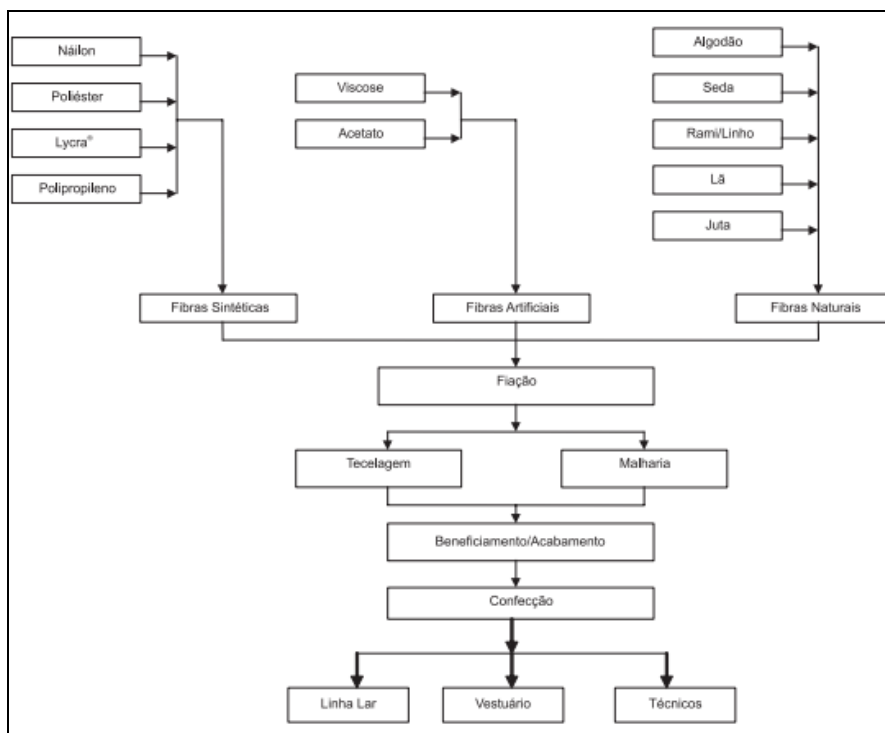 Náilon
Poliéster
Lycra®
Polipropileno
Viscose
Acetato
Algodão
Seda
Rami/Linho
Lã
Juta
Fibras Sintéticas
Fibras Artificiais
Fibras Naturais
Fiação
Tecelagem
Malharia
Beneficiamento/Acabamento
Confecção
Linha Lar
Vestuário
Técnicos